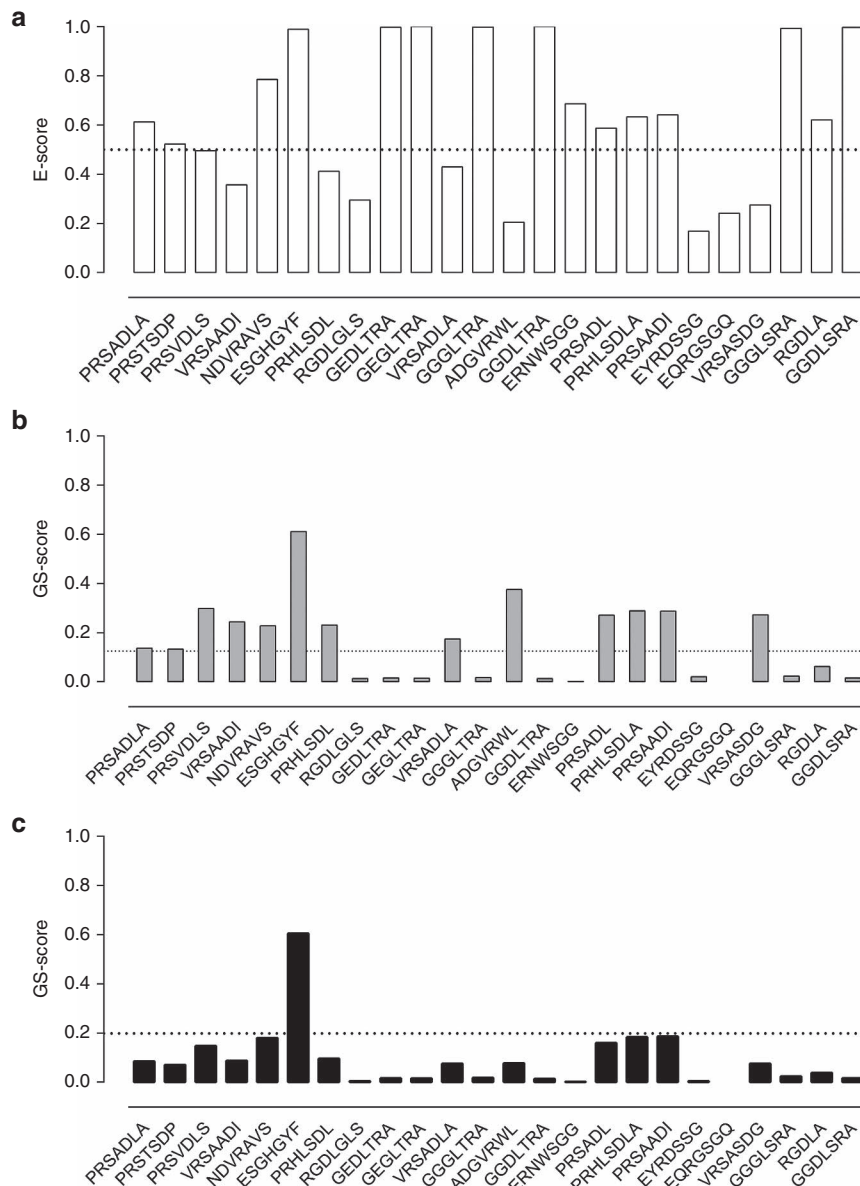 a
1.0
0.8
0.6
0.4
0.2
0.0
E-score
PRSADLA
PRSTSDP
PRSVDLS
VRSAADI
NDVRAVS
ESGHGYF
PRHLSDL
RGDLGLS
GEDLTRA
GEGLTRA
VRSADLA
GGGLTRA
ADGVRWL
GGDLTRA
ERNWSGG
PRSADL
PRHLSDLA
PRSAADI
EYRDSSG
EQRGSGQ
VRSASDG
GGGLSRA
RGDLA
GGDLSRA
b
1.0
0.8
0.6
0.4
0.2
0.0
GS-score
PRSADLA
PRSTSDP
PRSVDLS
VRSAADI
NDVRAVS
ESGHGYF
PRHLSDL
RGDLGLS
GEDLTRA
GEGLTRA
VRSADLA
GGGLTRA
ADGVRWL
GGDLTRA
ERNWSGG
PRSADL
PRHLSDLA
PRSAADI
EYRDSSG
EQRGSGQ
VRSASDG
GGGLSRA
RGDLA
GGDLSRA
c
1.0
0.8
0.6
0.4
0.2
0.0
GS-score
PRSADLA
PRSTSDP
PRSVDLS
VRSAADI
NDVRAVS
ESGHGYF
PRHLSDL
RGDLGLS
GEDLTRA
GEGLTRA
VRSADLA
GGGLTRA
ADGVRWL
GGDLTRA
ERNWSGG
PRSADL
PRHLSDLA
PRSAADI
EYRDSSG
EQRGSGQ
VRSASDG
GGGLSRA
RGDLA
GGDLSRA